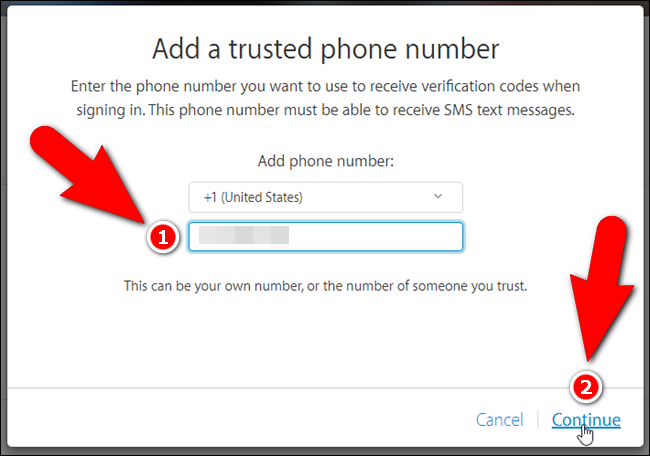 Add a trusted phone number
Enter the phone number you want to use to receive verification codes when
signing in. This phone number must be able to receive SMS text messages.
Add phone number:
+1 (United States)
1
This can be your own number, or the number of someone you trust.
2
Cancel
Continue